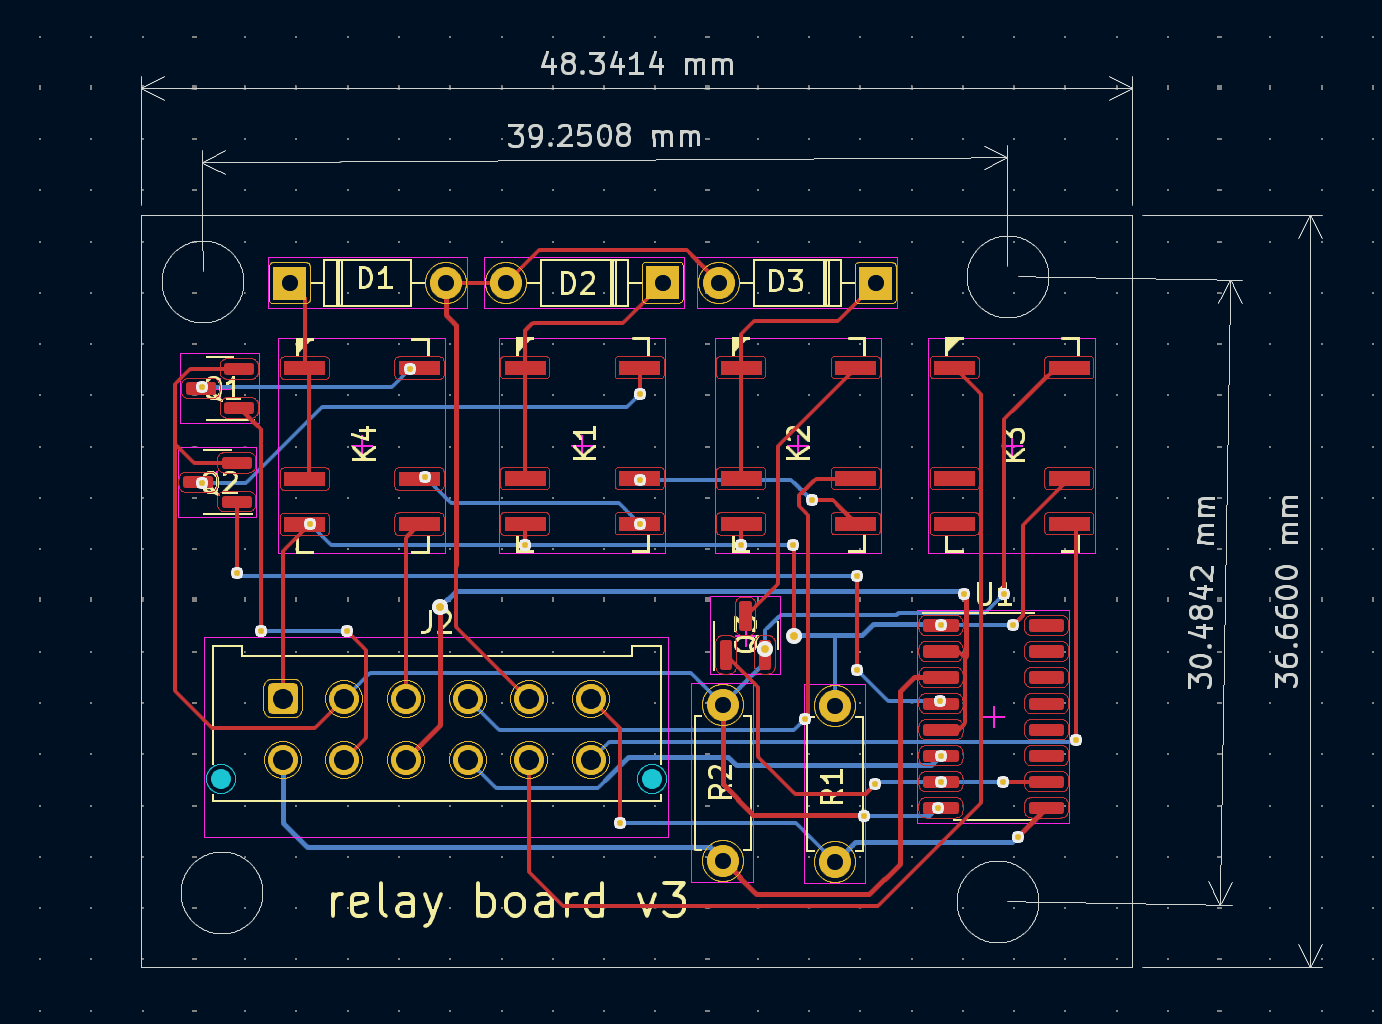 48.3414 mm
39.2508 mm
D1
D2
D3
Q1
K4
K1
K2
K3
Q2
30.4842 mm
36.6600 mm
U1
J2
Q3
R2
R1
relay board v3